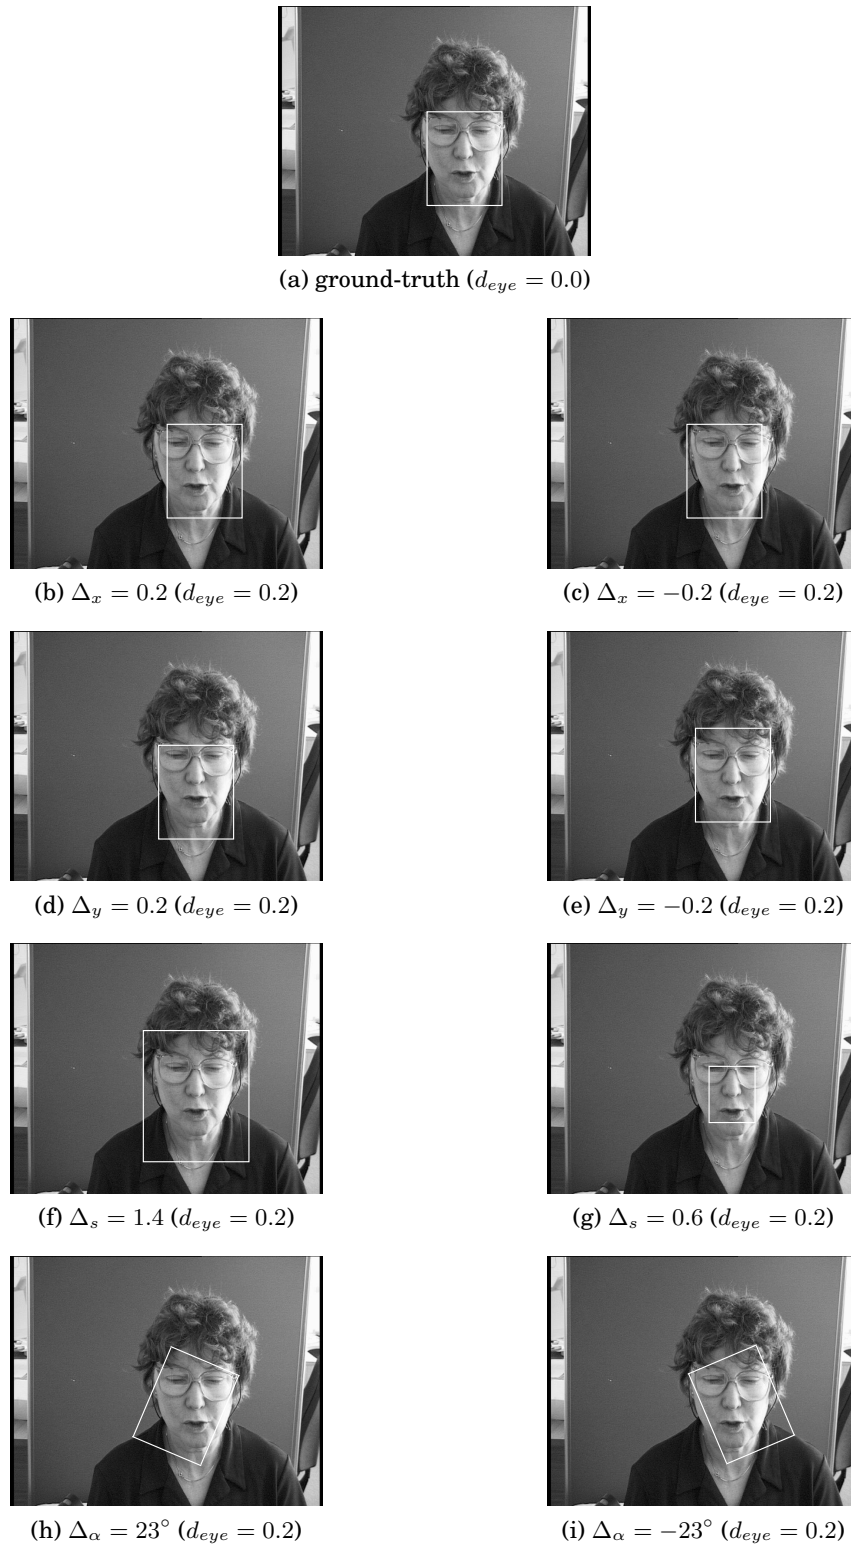 (a) ground-truth (d_eye = 0.0)
(b) Δ_x = 0.2 (d_eye = 0.2)
(c) Δ_x = −0.2 (d_eye = 0.2)
(d) Δ_y = 0.2 (d_eye = 0.2)
(e) Δ_y = −0.2 (d_eye = 0.2)
(f) Δ_s = 1.4 (d_eye = 0.2)
(g) Δ_s = 0.6 (d_eye = 0.2)
(h) Δ_α = 23° (d_eye = 0.2)
(i) Δ_α = −23° (d_eye = 0.2)